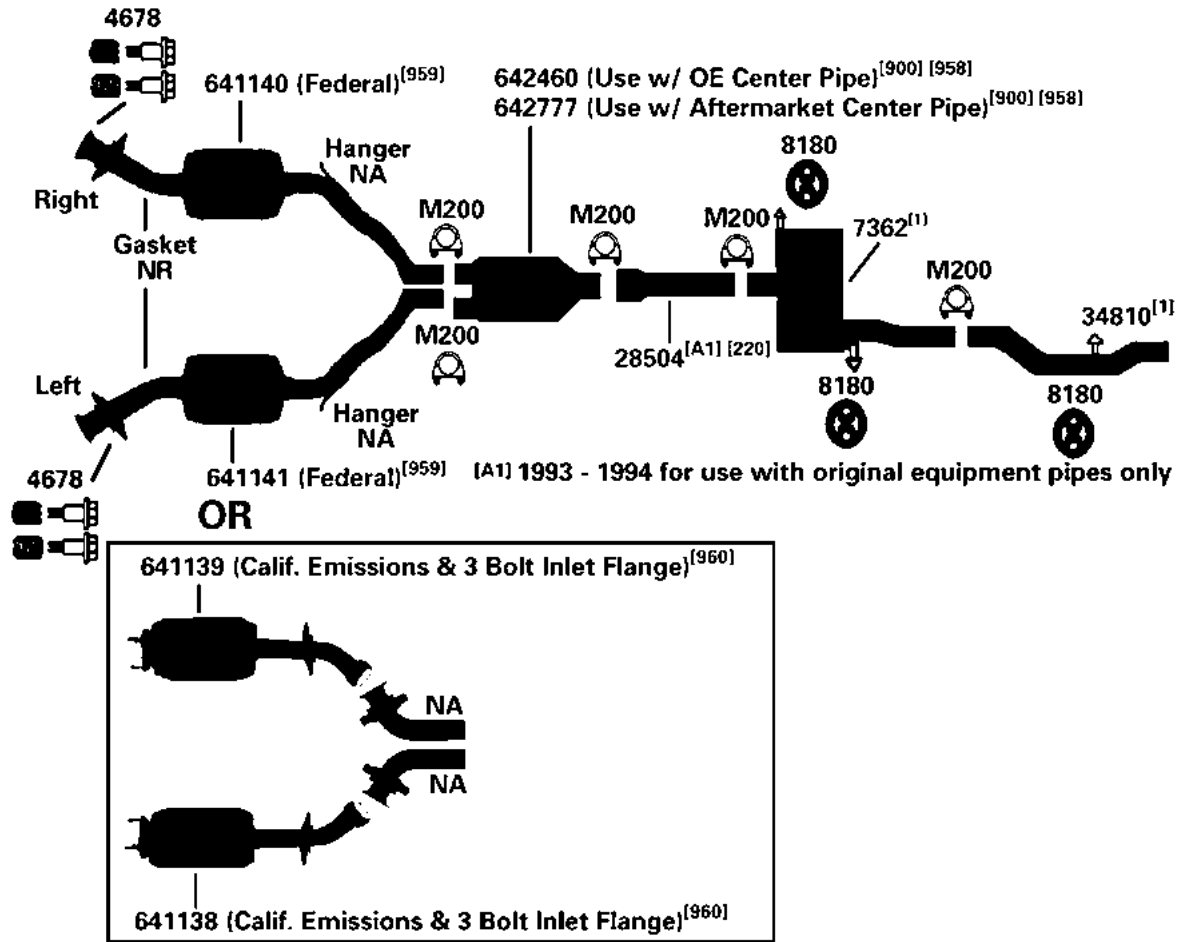 4678
641140 (Federal)[959]
642460 (Use w/ OE Center Pipe)[900] [958]
642777 (Use w/ Aftermarket Center Pipe)[900] [958]
8180
Hanger
NA
Right
M200
M200
M200
7362[1]
Gasket
NR
M200
34810[1]
M200
28504[A1] [220]
Left
8180
8180
Hanger
NA
4678
641141 (Federal)[959]
[A1] 1993 - 1994 for use with original equipment pipes only
OR
641139 (Calif. Emissions & 3 Bolt Inlet Flange)[960]
NA
NA
641138 (Calif. Emissions & 3 Bolt Inlet Flange)[960]